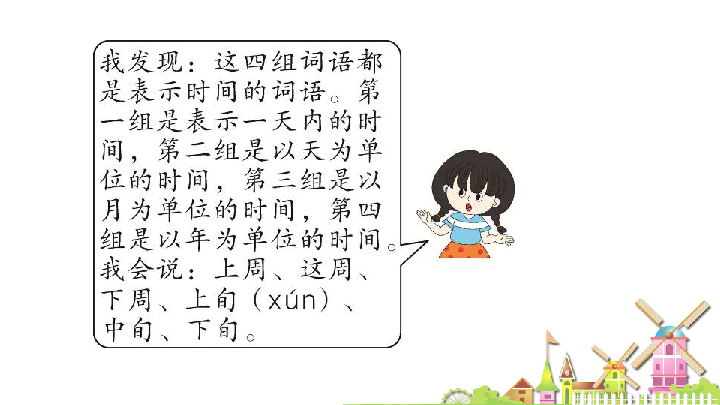 我发现：这四组词语都
是表示时间的词语。第
一组是表示一天内的时
间，第二组是以天为单
位的时间，第三组是以
月为单位的时间，第四
组是以年为单位的时间。
我会说：上周、这周、
下周、上旬（xún）、
中旬、下旬。